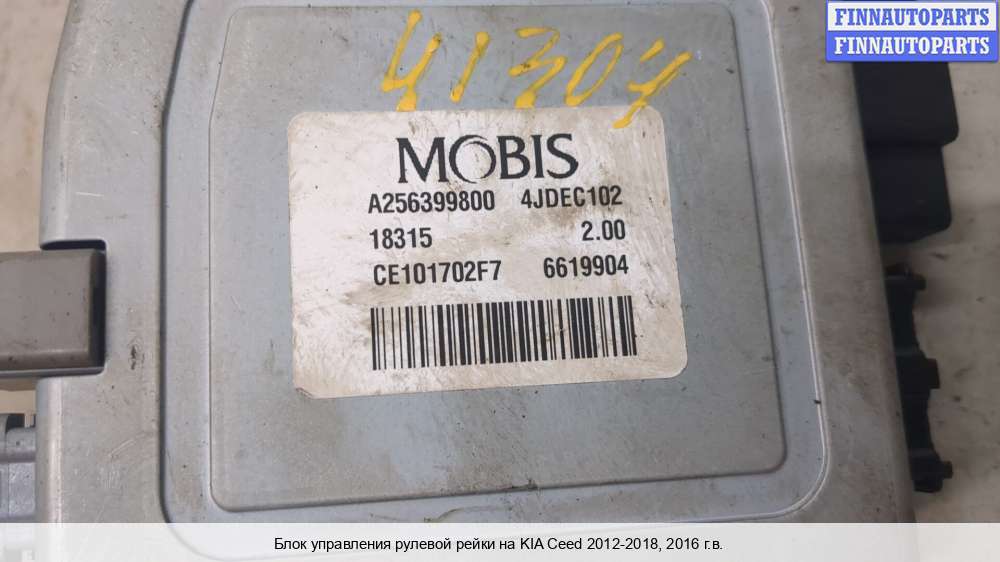 FINNAUTOPARTS
FINNAUTOPARTS
41304
MOBIS
A256399800 4JDEC102
18315 2.00
CE101702F7 6619904
Блок управления рулевой рейки на KIA Ceed 2012-2018, 2016 г.в.